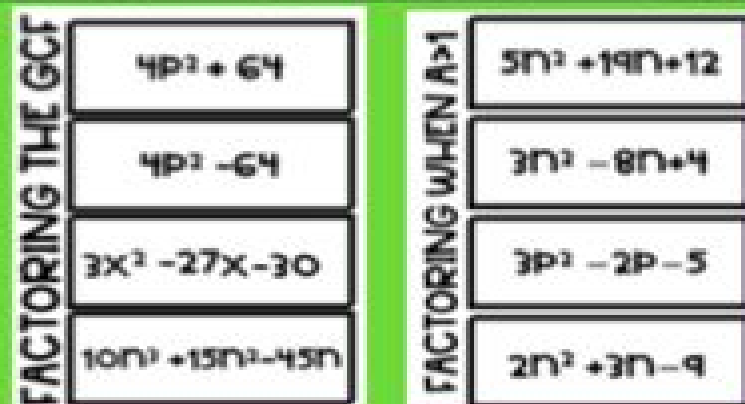 FACTORING THE GCF
4p² + 64
4p² -64
3x² -27x-30
10n³ +15n²-45n
FACTORING WHEN A>1
5n² +19n+12
3n² -8n+4
3p² -2p-5
2n² +3n-9